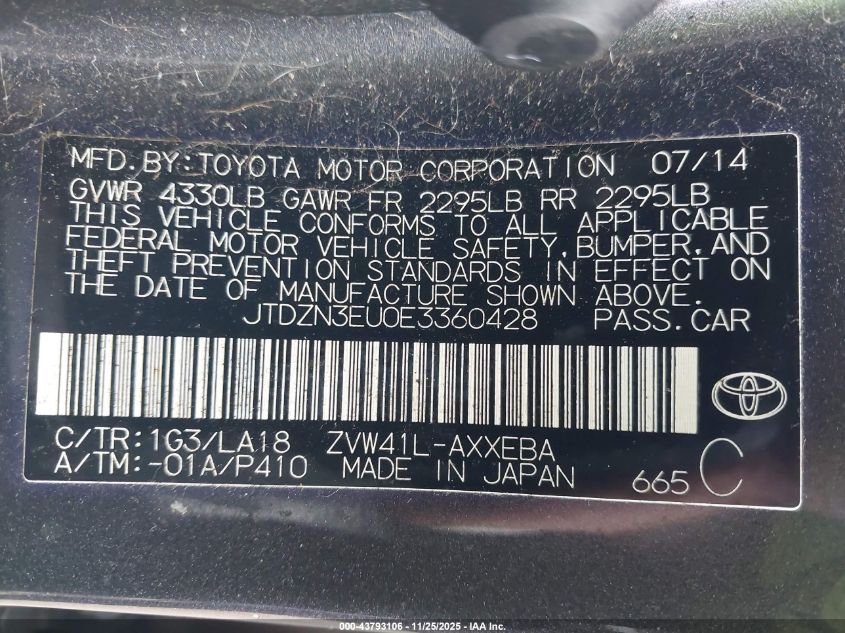 MFD.BY:TOYOTA MOTOR CORPORATION 07/14
GVWR 4330LB GAWR FR 2295LB RR 2295LB
THIS VEHICLE CONFORMS TO ALL APPLICABLE
FEDERAL MOTOR VEHICLE SAFETY,BUMPER,AND
THEFT PREVENTION STANDARDS IN EFFECT ON
THE DATE OF MANUFACTURE SHOWN ABOVE.
JTDZN3EU0E3360428 PASS.CAR
C/TR:1G3/LA18 ZVW41L-AXXEBA
A/TM:-01A/P410 MADE IN JAPAN 665 C
000-43793106 - 11/25/2025 - IAA Inc.